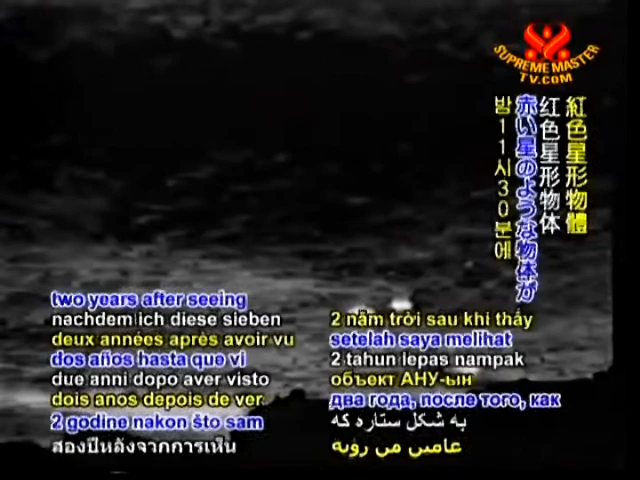 SUPREME MASTER
TV.COM
紅色星形物體
红色星形物体
赤い星のような物体が
밤11시30분에
two years after seeing
nachdem ich diese sieben
deux années après avoir vu
dos años hasta que vi
due anni dopo aver visto
dois anos depois de ver
2 godine nakon što sam
สองปีหลังจากการเห็น
2 năm trời sau khi thấy
setelah saya melihat
2 tahun lepas nampak
объект АНУ-ын
два года, после того, как
به شکل ستاره که
عامين من رؤية